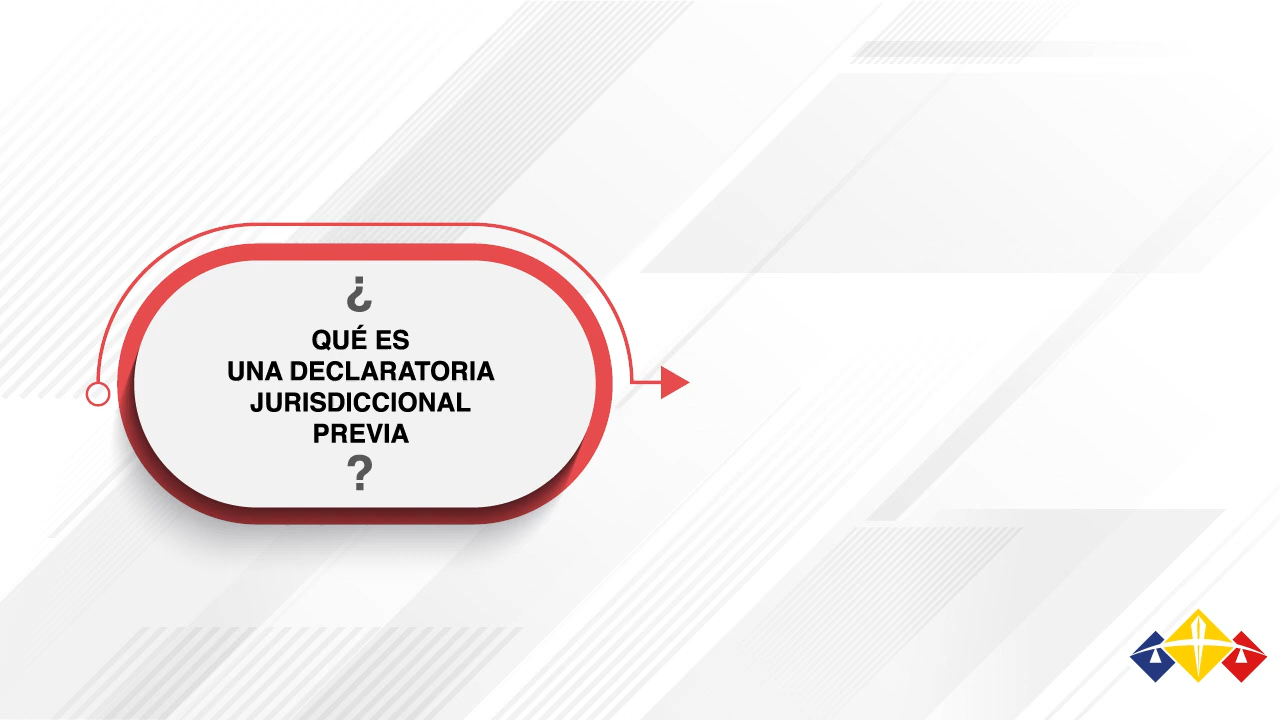 ¿
QUÉ ES
UNA DECLARATORIA
JURISDICCIONAL
PREVIA
?